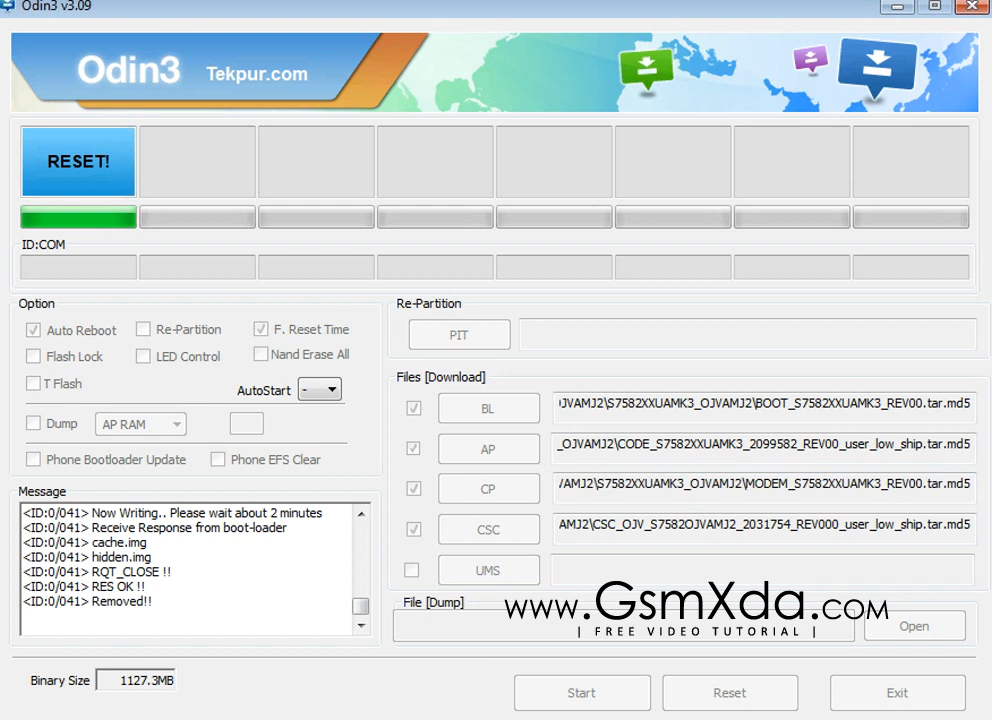 Odin3 v3.09
Odin3 Tekpur.com
RESET!
ID:COM
Option
Auto Reboot Re-Partition F. Reset Time
Flash Lock LED Control Nand Erase All
T Flash
AutoStart -
Dump AP RAM
Phone Bootloader Update Phone EFS Clear
Message
<ID:0/041> Now Writing.. Please wait about 2 minutes
<ID:0/041> Receive Response from boot-loader
<ID:0/041> cache.img
<ID:0/041> hidden.img
<ID:0/041> RQT_CLOSE !!
<ID:0/041> RES OK !!
<ID:0/041> Removed!!
Re-Partition
PIT
Files [Download]
BL OJVAMJ2\S7582XXUAMK3_OJVAMJ2\BOOT_S7582XXUAMK3_REV00.tar.md5
AP _OJVAMJ2\CODE_S7582XXUAMK3_2099582_REV00_user_low_ship.tar.md5
CP /AMJ2\S7582XXUAMK3_OJVAMJ2\MODEM_S7582XXUAMK3_REV00.tar.md5
CSC AMJ2\CSC_OJV_S7582OJVAMJ2_2031754_REV000_user_low_ship.tar.md5
UMS
File [Dump]
www.GsmXda.com
| FREE VIDEO TUTORIAL |
Open
Binary Size 1127.3MB
Start Reset Exit